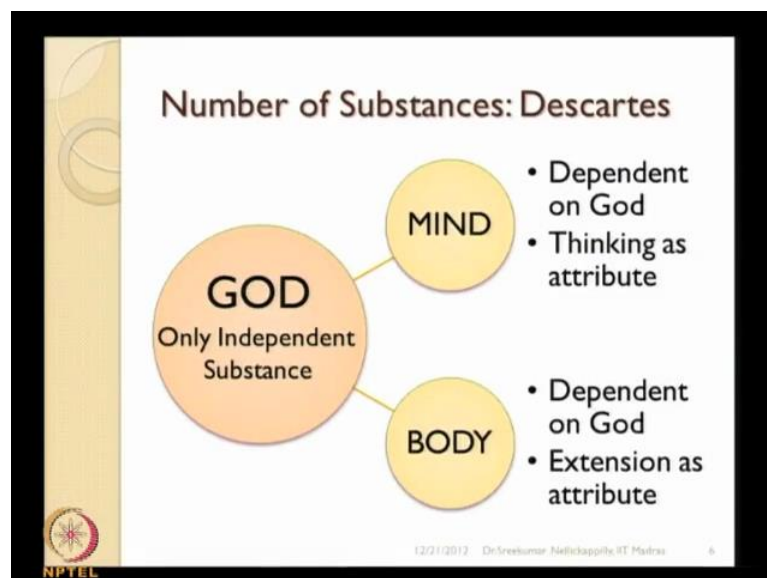 Number of Substances: Descartes
GOD
Only Independent
Substance
MIND
• Dependent
on God
• Thinking as
attribute
BODY
• Dependent
on God
• Extension as
attribute
12/21/2012 Dr.Sreekumar Nellickappilly, IIT Madras 6
NPTEL